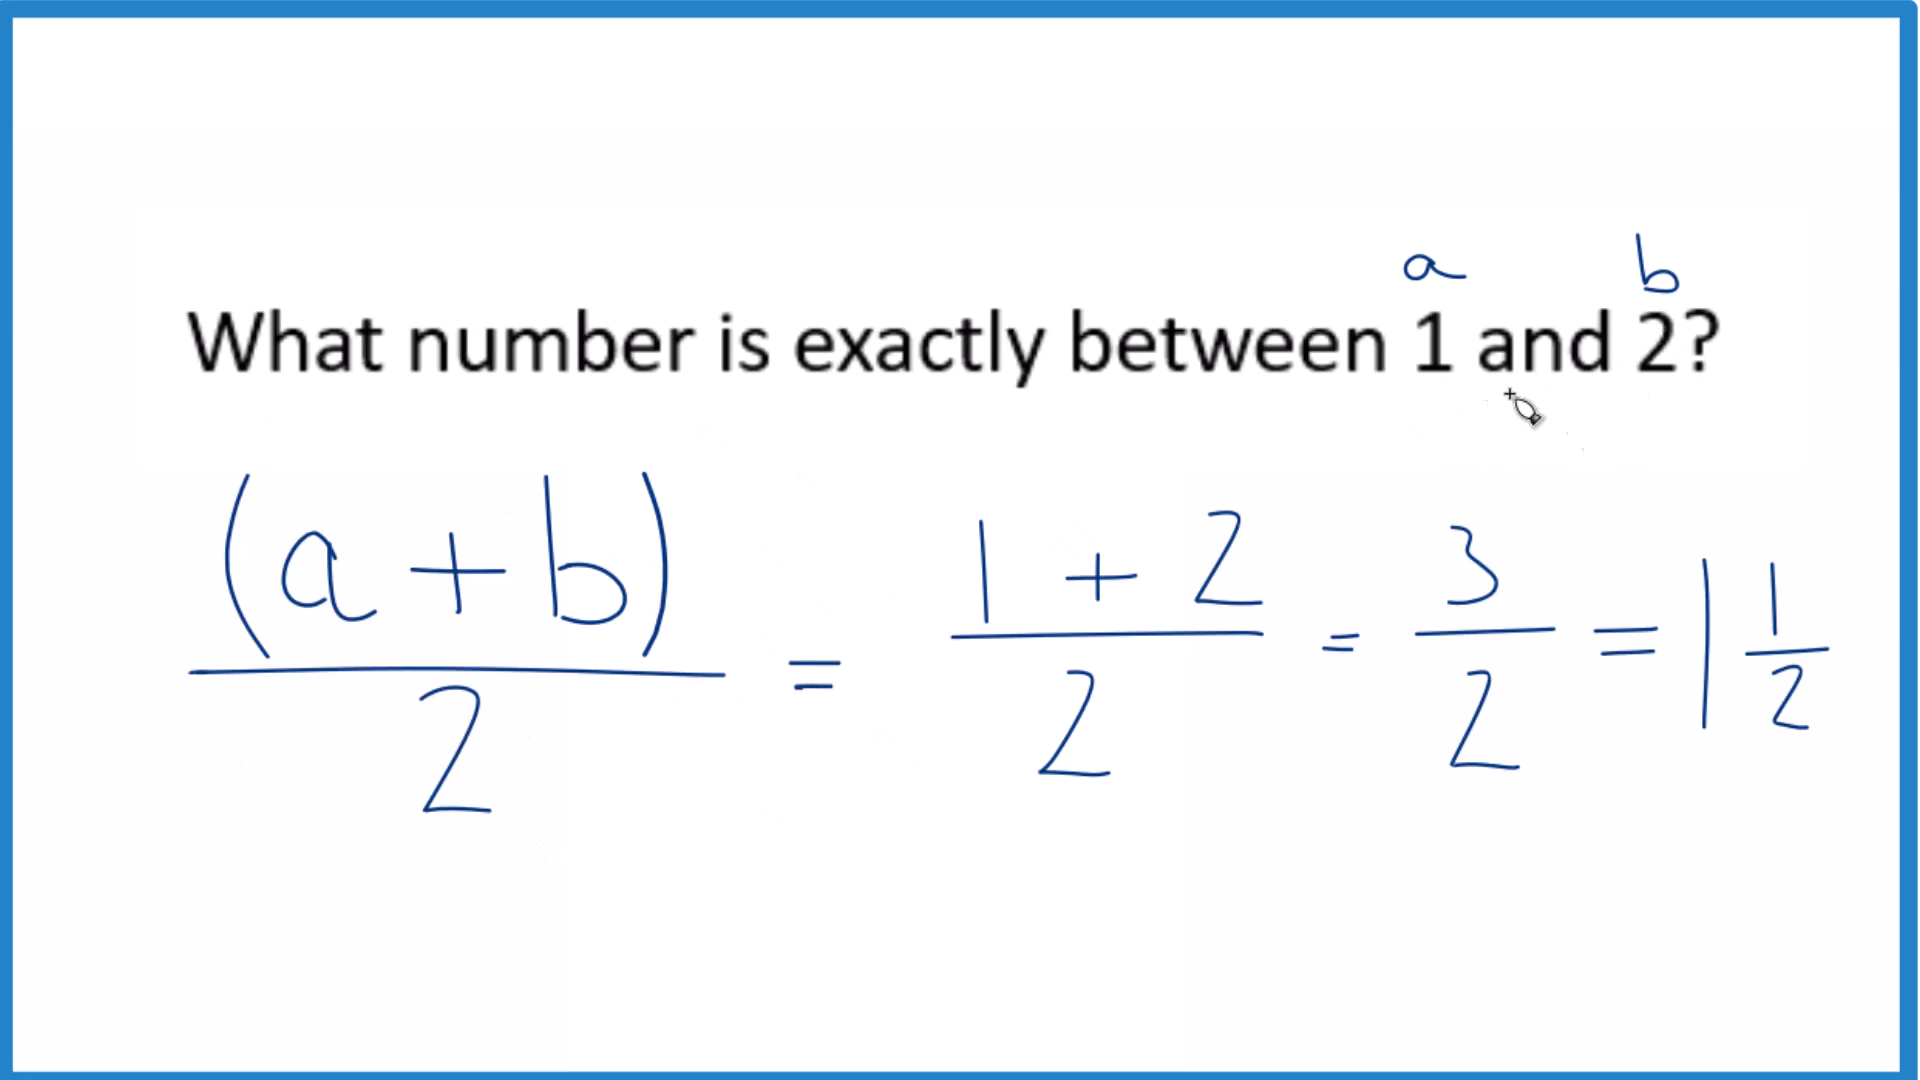 a b
What number is exactly between 1 and 2?
(a + b) / 2 = 1 + 2 / 2 = 3 / 2 = 1 1/2